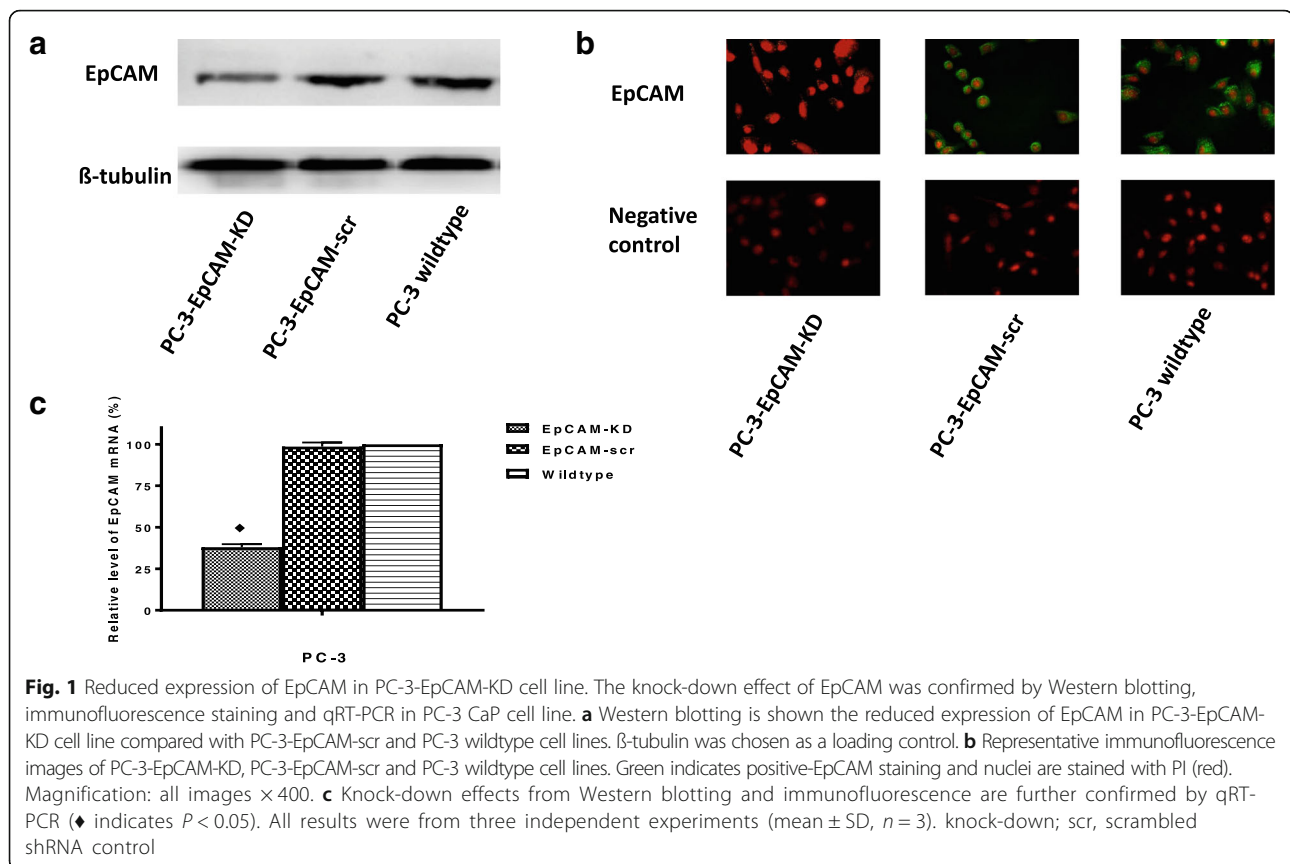 a
EpCAM
ß-tubulin
PC-3-EpCAM-KD
PC-3-EpCAM-scr
PC-3 wildtype
b
EpCAM
Negative
control
PC-3-EpCAM-KD
PC-3-EpCAM-scr
PC-3 wildtype
c
Relative level of EpCAM mRNA (%)
100
75
50
25
0
PC-3
EpCAM-KD
EpCAM-scr
Wildtype
Fig. 1 Reduced expression of EpCAM in PC-3-EpCAM-KD cell line. The knock-down effect of EpCAM was confirmed by Western blotting,
immunofluorescence staining and qRT-PCR in PC-3 CaP cell line. a Western blotting is shown the reduced expression of EpCAM in PC-3-EpCAM-
KD cell line compared with PC-3-EpCAM-scr and PC-3 wildtype cell lines. ß-tubulin was chosen as a loading control. b Representative immunofluorescence
images of PC-3-EpCAM-KD, PC-3-EpCAM-scr and PC-3 wildtype cell lines. Green indicates positive-EpCAM staining and nuclei are stained with PI (red).
Magnification: all images × 400. c Knock-down effects from Western blotting and immunofluorescence are further confirmed by qRT-
PCR (♦ indicates P < 0.05). All results were from three independent experiments (mean ± SD, n = 3). knock-down; scr, scrambled
shRNA control